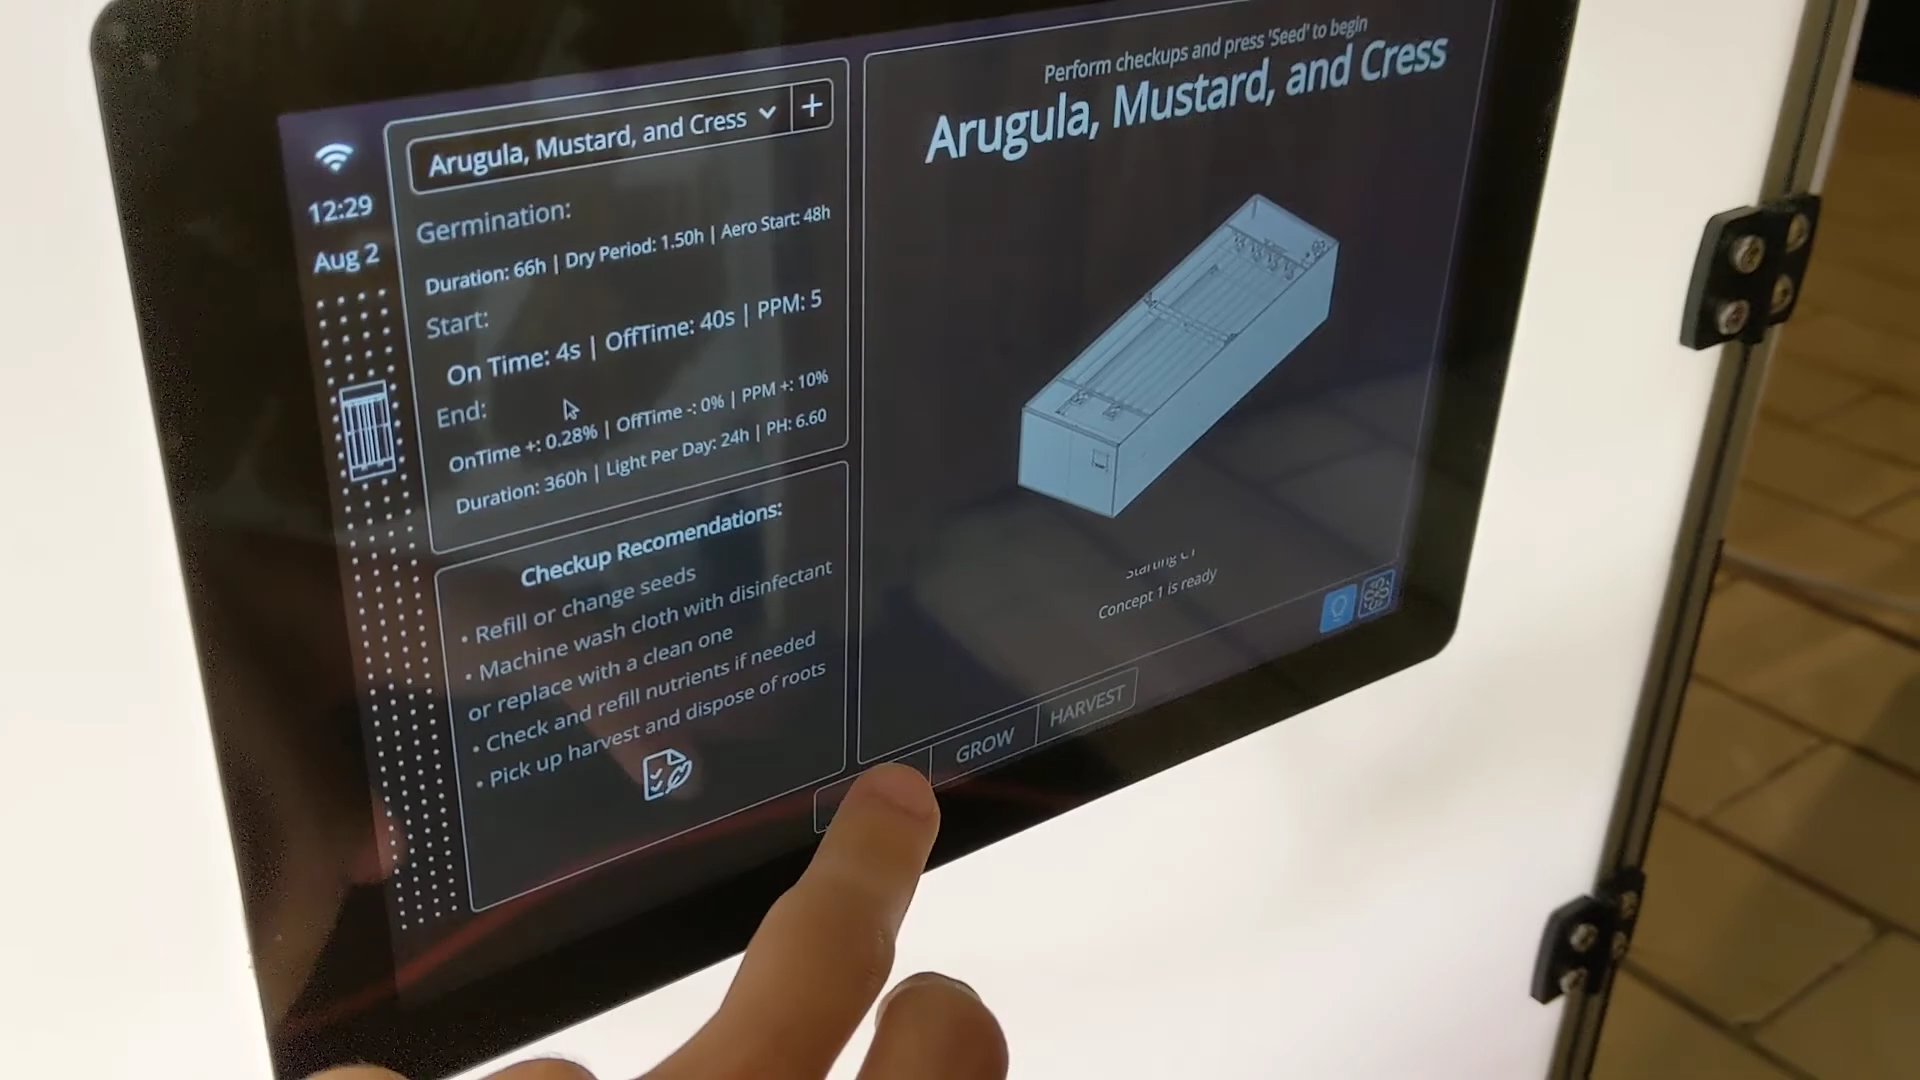 12:29
Aug 2
Arugula, Mustard, and Cress
+
Germination:
Duration: 66h | Dry Period: 1.50h | Aero Start: 48h
Start:
On Time: 4s | OffTime: 40s | PPM: 5
End:
OnTime +: 0.28% | OffTime -: 0% | PPM +: 10%
Duration: 360h | Light Per Day: 24h | PH: 6.60
Checkup Recomendations:
• Refill or change seeds
• Machine wash cloth with disinfectant
or replace with a clean one
• Check and refill nutrients if needed
• Pick up harvest and dispose of roots
Perform checkups and press 'Seed' to begin
Arugula, Mustard, and Cress
Concept 1 is ready
GROW
HARVEST